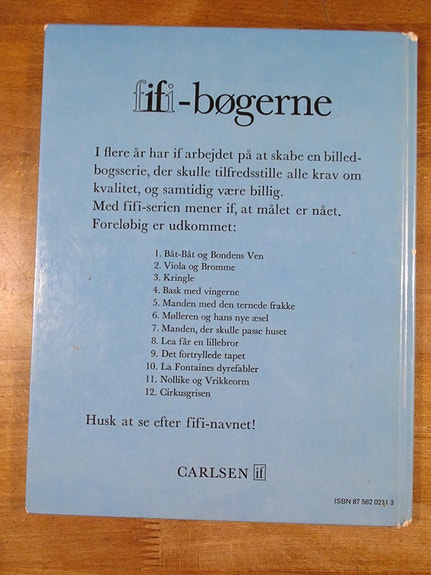 fifi-bøgerne
I flere år har if arbejdet på at skabe en billed-
bogsserie, der skulle tilfredsstille alle krav om
kvalitet, og samtidig være billig.
Med fifi-serien mener if, at målet er nået.
Foreløbig er udkommet:
1. Båt-Båt og Bondens Ven
2. Viola og Bromme
3. Kringle
4. Bask med vingerne
5. Manden med den ternede frakke
6. Mølleren og hans nye æsel
7. Manden, der skulle passe huset
8. Lea får en lillebror
9. Det fortryllede tapet
10. La Fontaines dyrefabler
11. Nollike og Vrikkeorm
12. Cirkusgrisen
Husk at se efter fifi-navnet!
CARLSEN if
ISBN 87 562